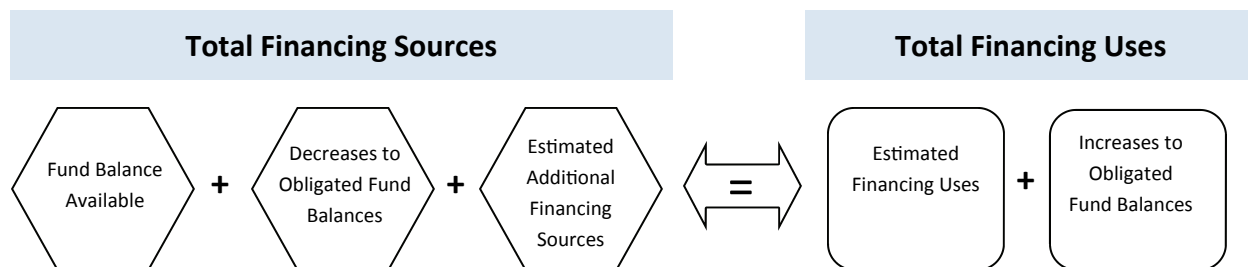 Total Financing Sources
Total Financing Uses
Fund Balance
Available
+
Decreases to
Obligated Fund
Balances
+
Estimated
Additional
Financing
Sources
=
Estimated
Financing Uses
+
Increases to
Obligated
Fund Balances